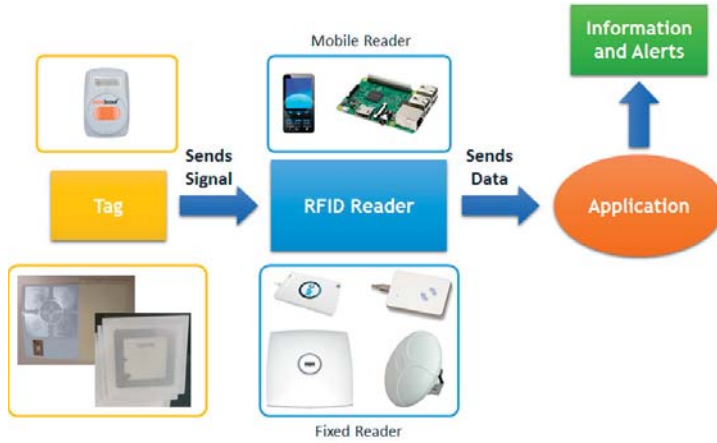 Mobile Reader
Information
and Alerts
Sends
Signal
Sends
Data
Tag
RFID Reader
Application
Fixed Reader